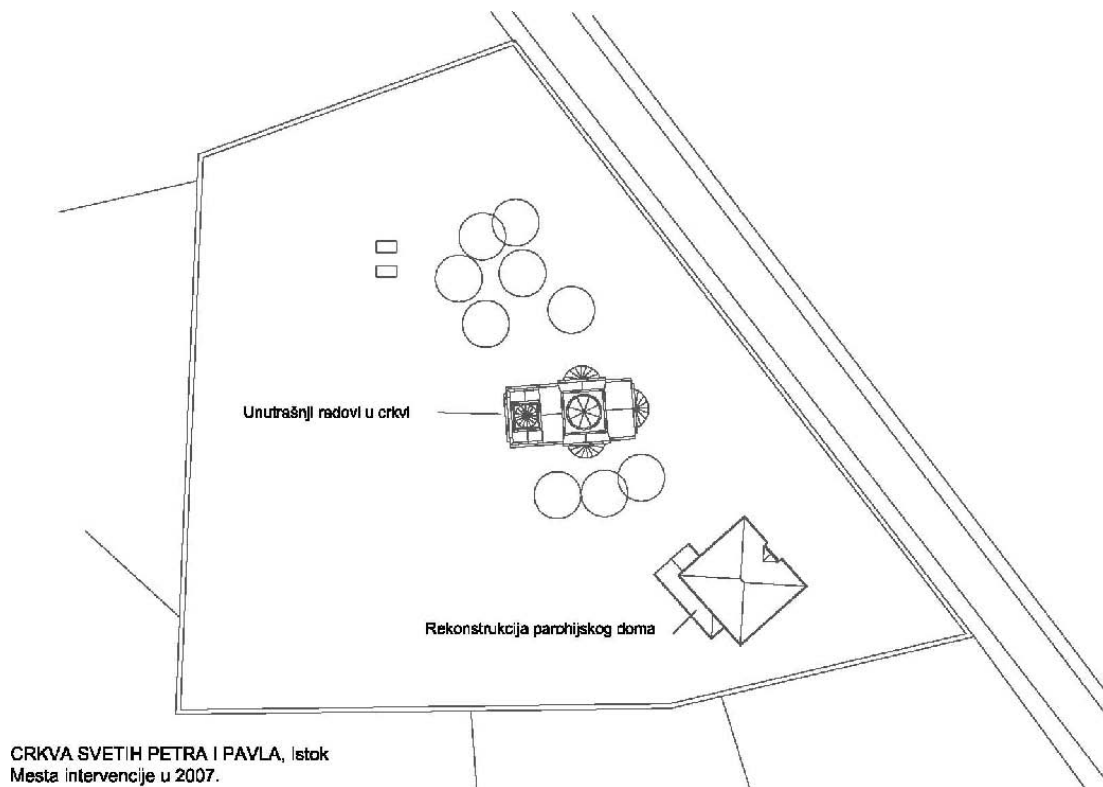 Unutrašnji radovi u crkvi
Rekonstrukcija parohijskog doma
CRKVA SVETIH PETRA I PAVLA, Istok
Mesta intervencije u 2007.